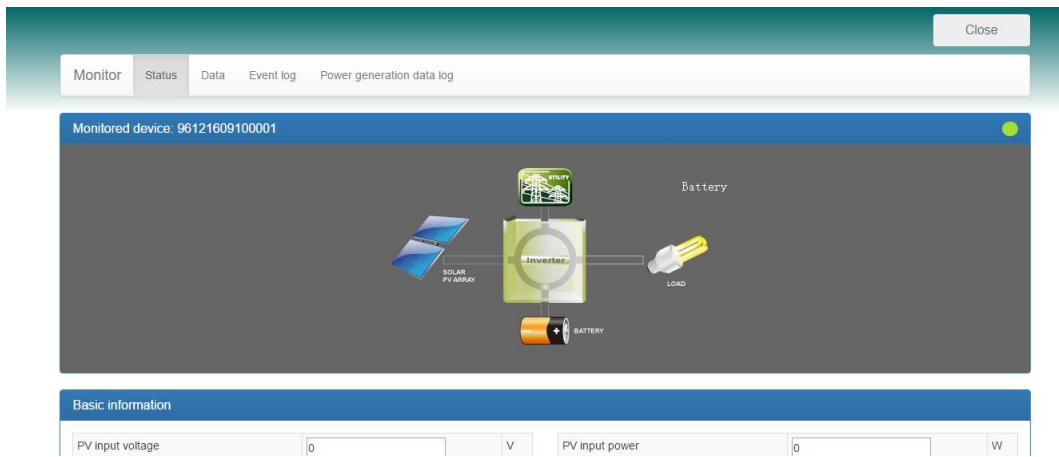 Close
Monitor Status Data Event log Power generation data log
Monitored device: 96121609100001
UTILITY
Battery
Inverter
SOLAR
PV ARRAY
LOAD
+ BATTERY
Basic information
PV input voltage 0 V PV input power 0 W